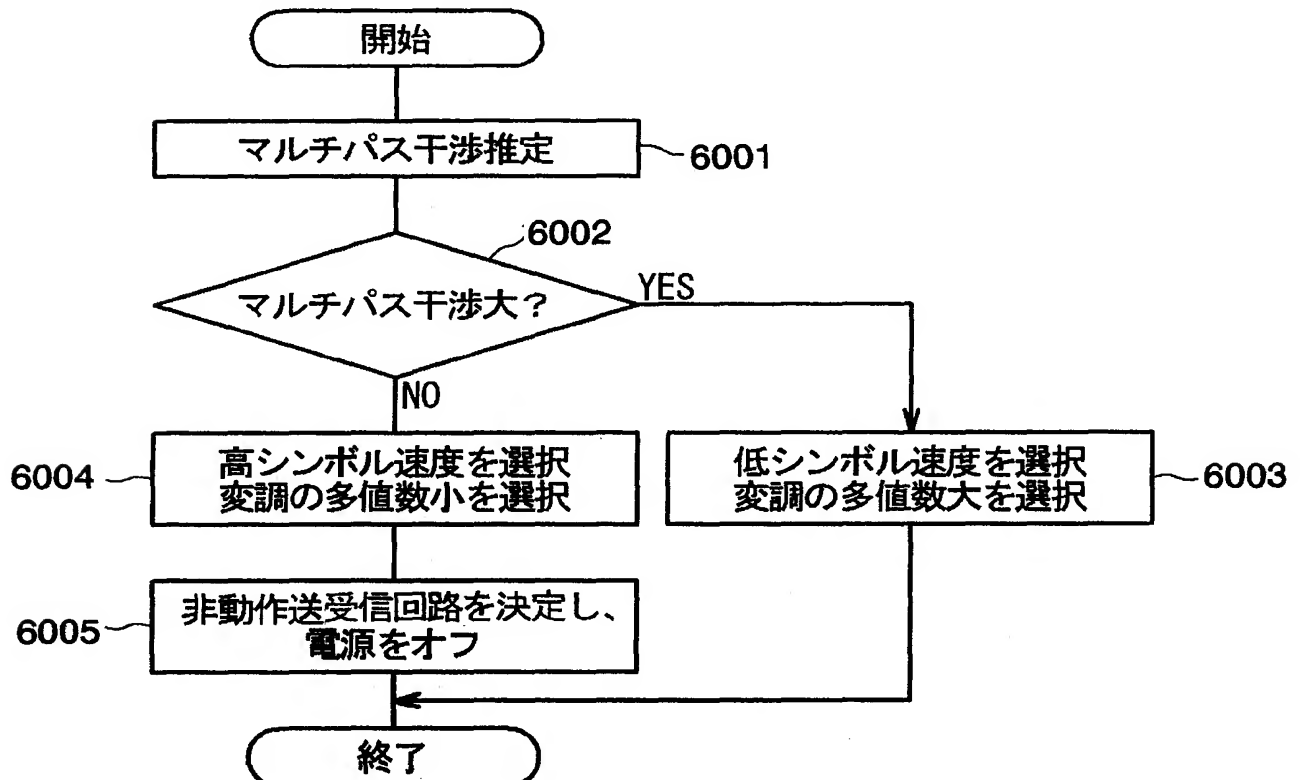 開始
マルチパス干渉推定
6001
6002
マルチパス干渉大?
YES
NO
6004
高シンボル速度を選択
変調の多値数小を選択
低シンボル速度を選択
変調の多値数大を選択
6003
6005
非動作送受信回路を決定し、
電源をオフ
終了